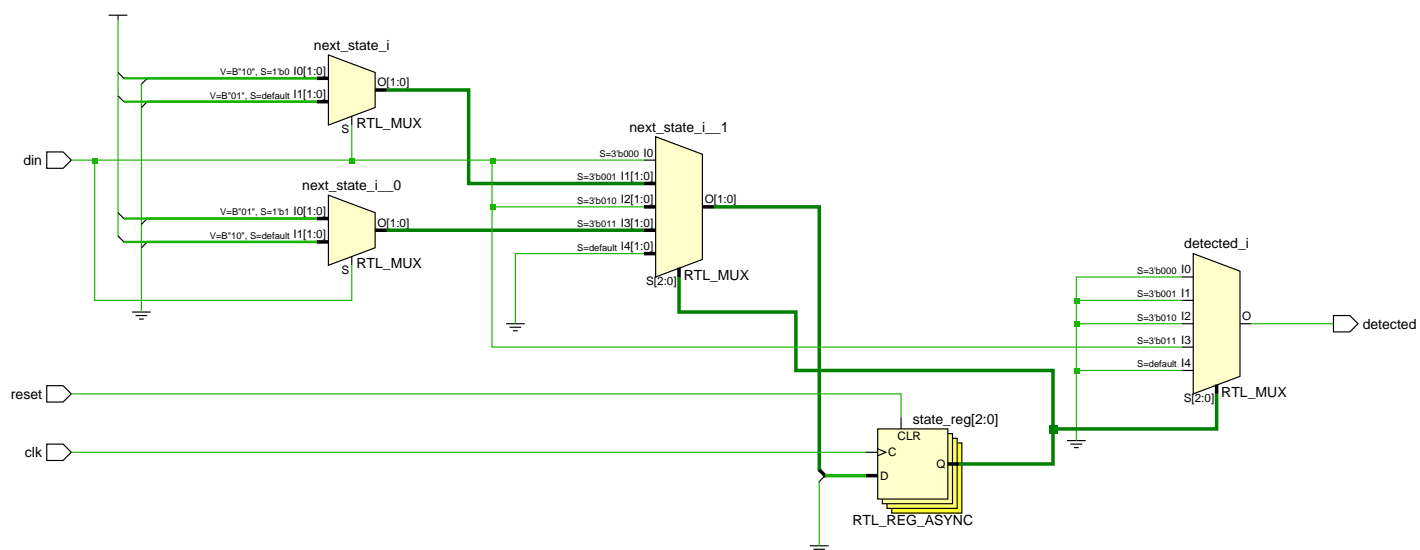 next_state_i
V=B"10", S=1'b0 I0[1:0]
V=B"01", S=default I1[1:0]
O[1:0]
S
RTL_MUX
din
next_state_i__0
V=B"01", S=1'b1 I0[1:0]
V=B"10", S=default I1[1:0]
O[1:0]
S
RTL_MUX
next_state_i__1
S=3'b000 I0
S=3'b001 I1[1:0]
S=3'b010 I2[1:0]
S=3'b011 I3[1:0]
S=default I4[1:0]
O[1:0]
S[2:0]
RTL_MUX
detected_i
S=3'b000 I0
S=3'b001 I1
S=3'b010 I2
S=3'b011 I3
S=default I4
O
S[2:0]
RTL_MUX
detected
reset
clk
state_reg[2:0]
CLR
C
D
Q
RTL_REG_ASYNC